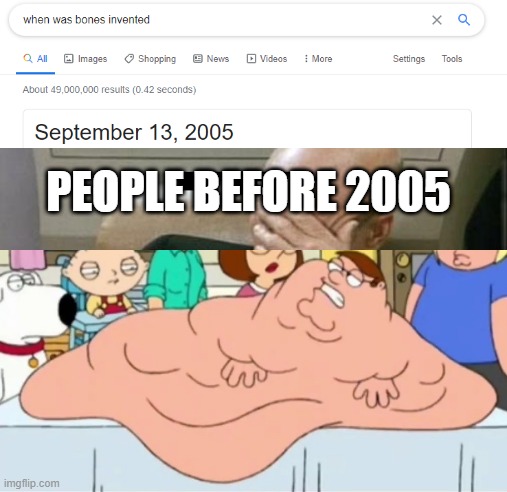 when was bones invented
All Images Shopping News Videos More Settings Tools
About 49,000,000 results (0.42 seconds)
September 13, 2005
PEOPLE BEFORE 2005
imgflip.com